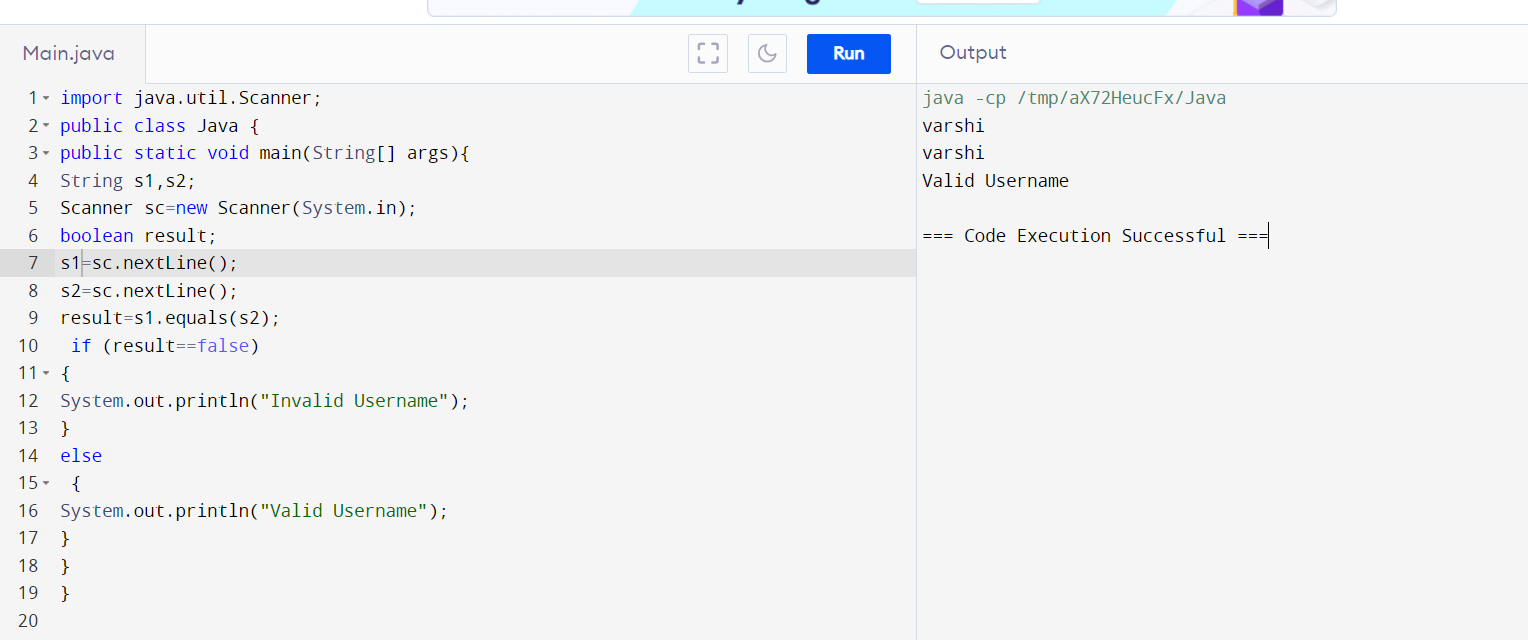 Main.java
Run
Output
1 import java.util.Scanner;
2 public class Java {
3 public static void main(String[] args){
4 String s1,s2;
5 Scanner sc=new Scanner(System.in);
6 boolean result;
7 s1=sc.nextLine();
8 s2=sc.nextLine();
9 result=s1.equals(s2);
10 if (result==false)
11 {
12 System.out.println("Invalid Username");
13 }
14 else
15 {
16 System.out.println("Valid Username");
17 }
18 }
19 }
20
java -cp /tmp/aX72HeucFx/Java
varshi
varshi
Valid Username
=== Code Execution Successful ===